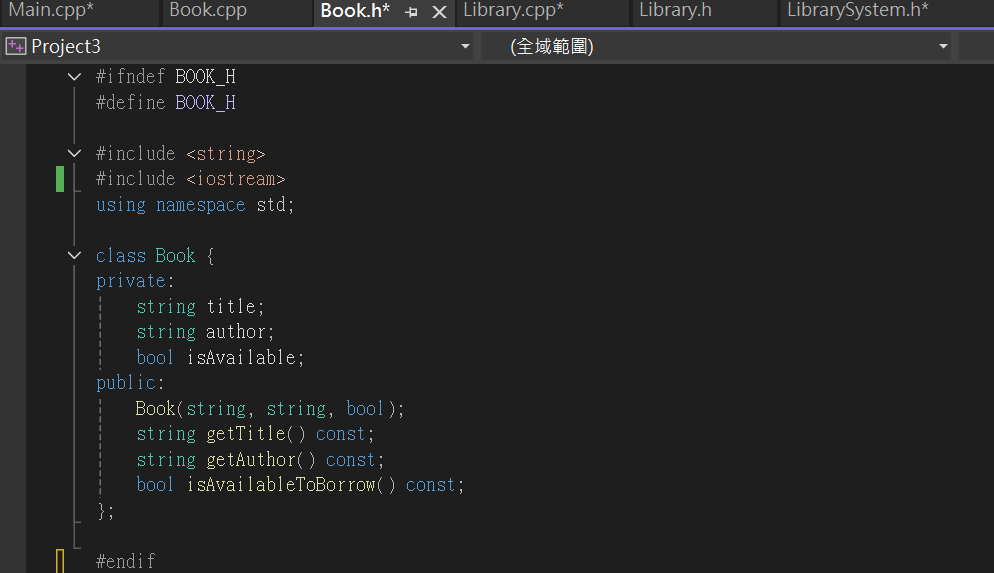 Main.cpp* Book.cpp Book.h* Library.cpp* Library.h LibrarySystem.h*
Project3 (全域範圍)
#ifndef BOOK_H
#define BOOK_H
#include <string>
#include <iostream>
using namespace std;
class Book {
private:
string title;
string author;
bool isAvailable;
public:
Book(string, string, bool);
string getTitle() const;
string getAuthor() const;
bool isAvailableToBorrow() const;
};
#endif